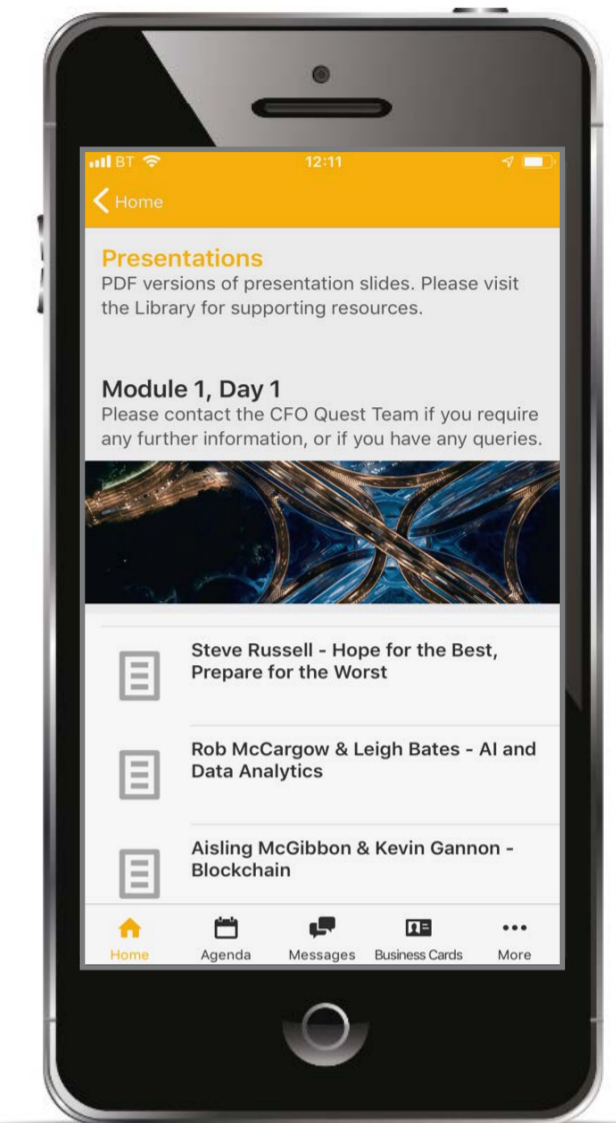 BT 12:11
Home
Presentations
PDF versions of presentation slides. Please visit
the Library for supporting resources.
Module 1, Day 1
Please contact the CFO Quest Team if you require
any further information, or if you have any queries.
Steve Russell - Hope for the Best,
Prepare for the Worst
Rob McCargow & Leigh Bates - AI and
Data Analytics
Aisling McGibbon & Kevin Gannon -
Blockchain
Home Agenda Messages Business Cards More